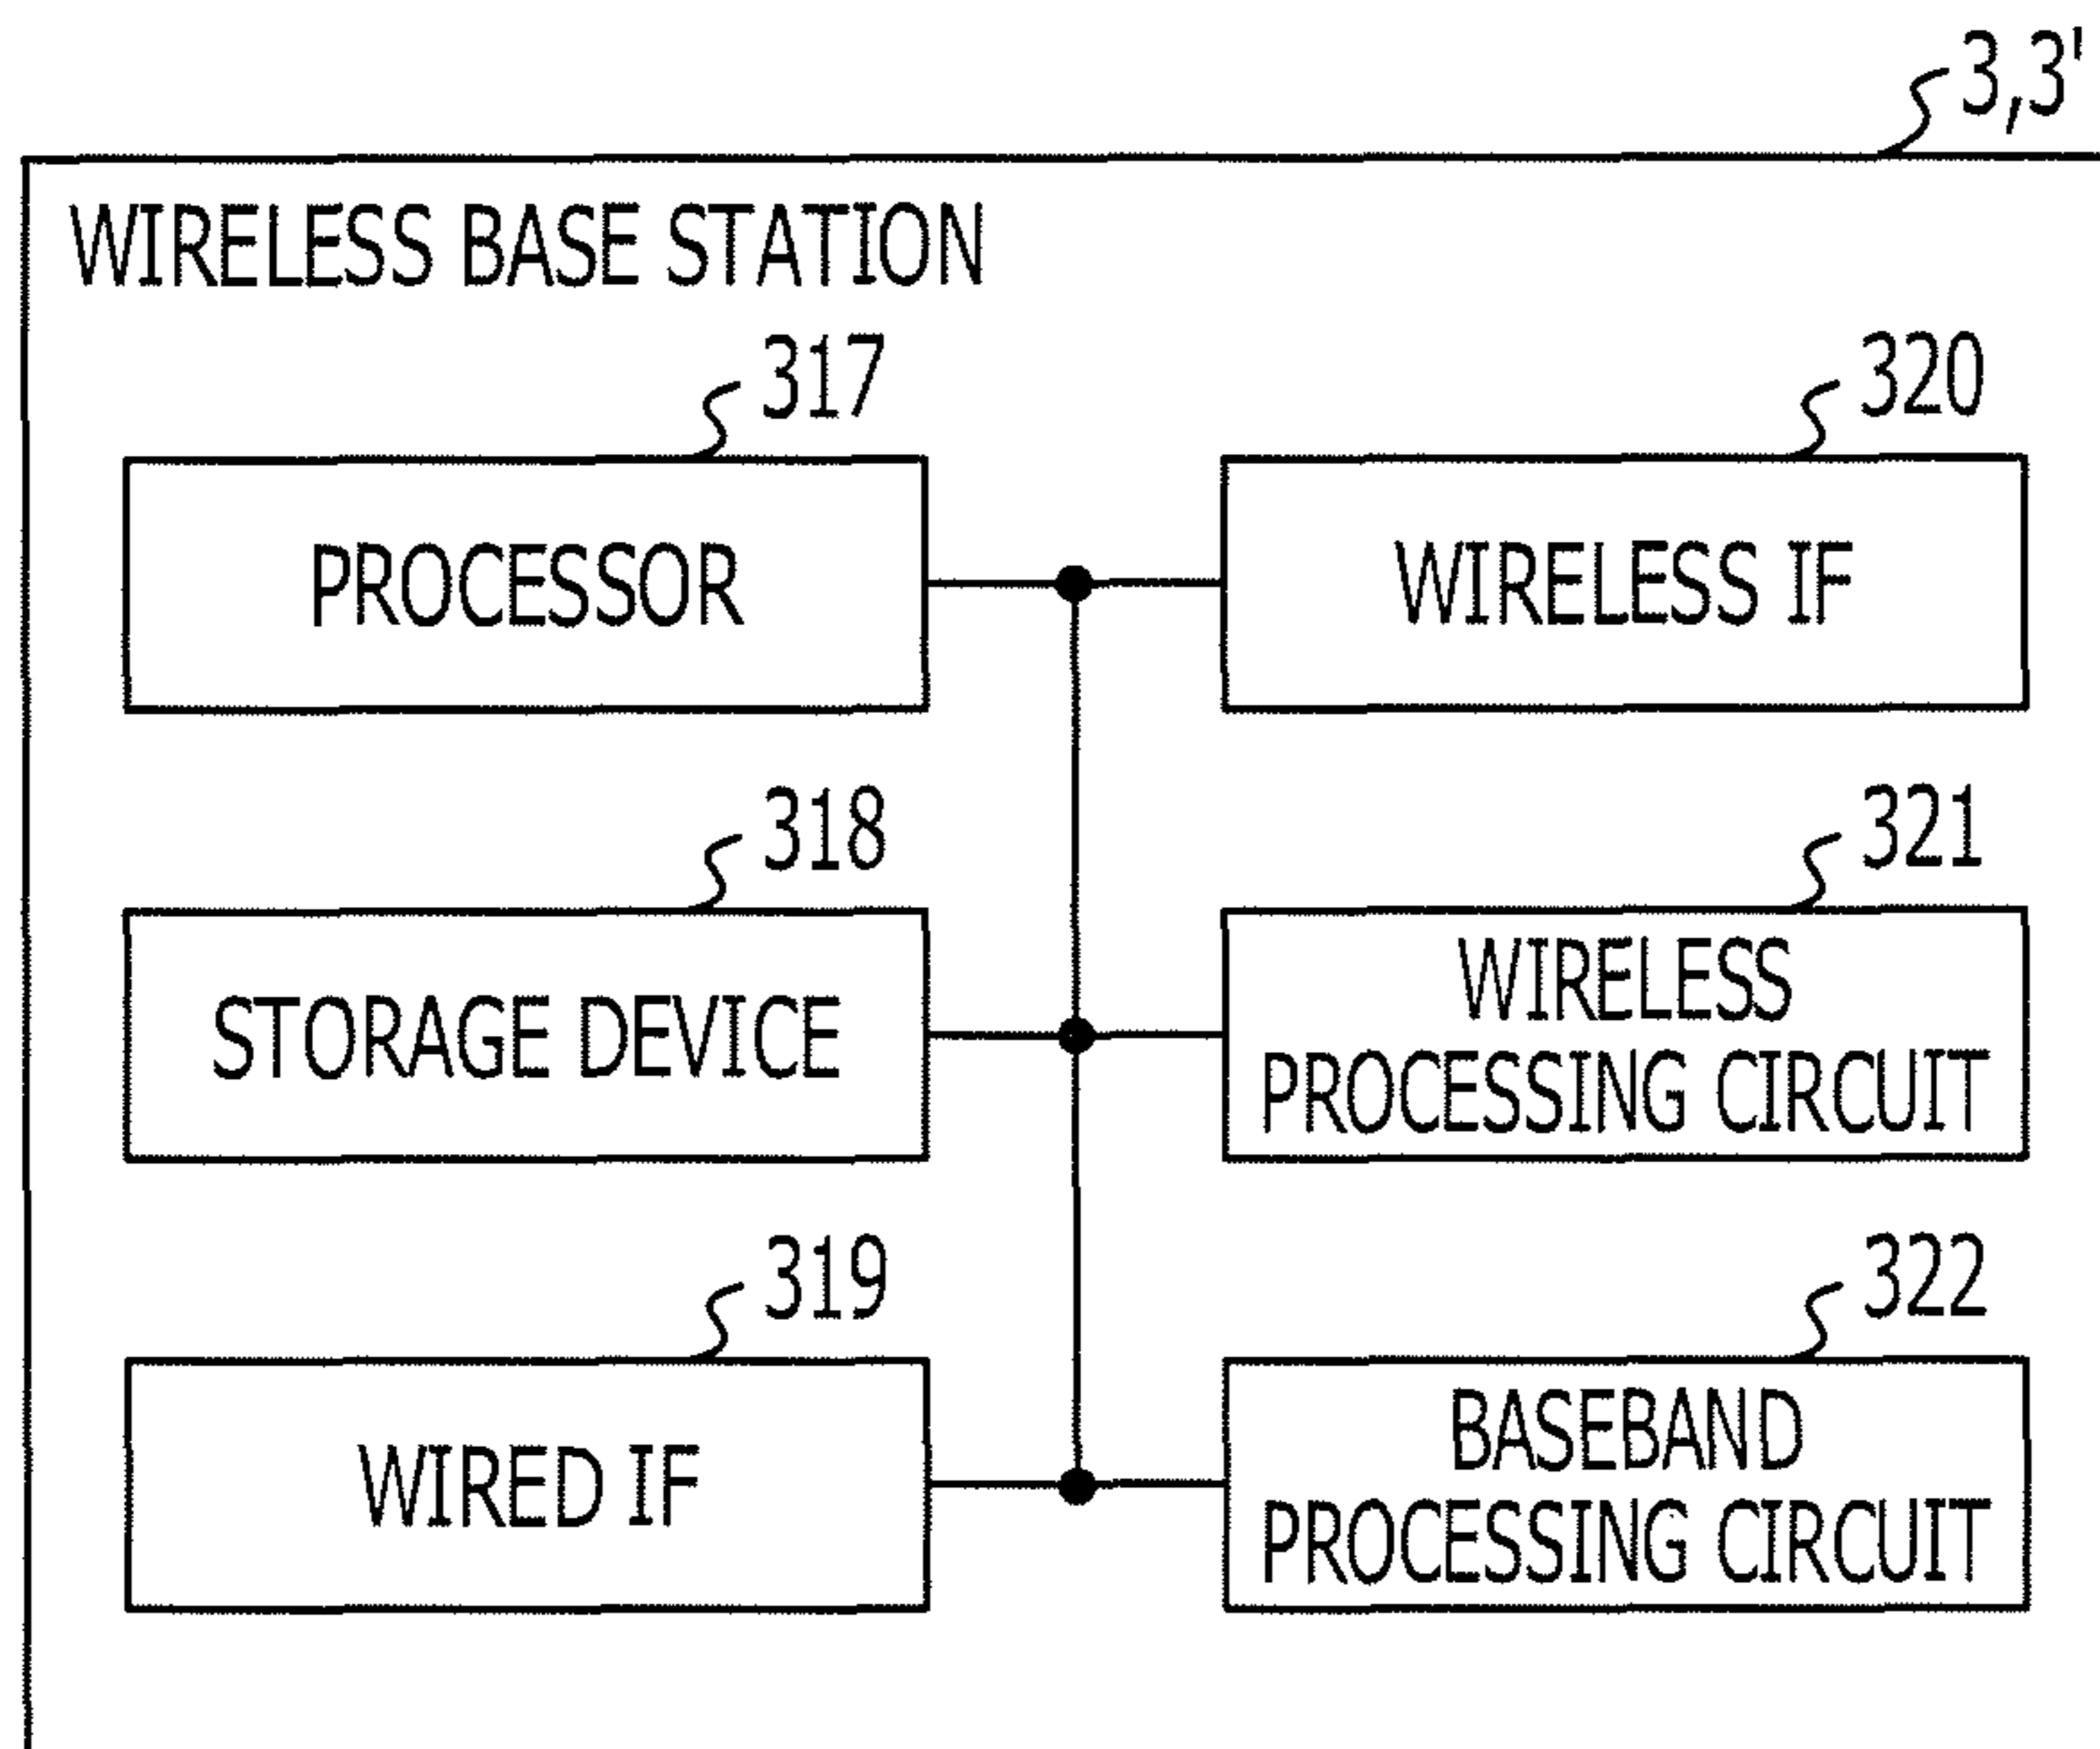 3,3'
WIRELESS BASE STATION
317
320
PROCESSOR
WIRELESS IF
318
321
STORAGE DEVICE
WIRELESS
PROCESSING CIRCUIT
319
322
WIRED IF
BASEBAND
PROCESSING CIRCUIT